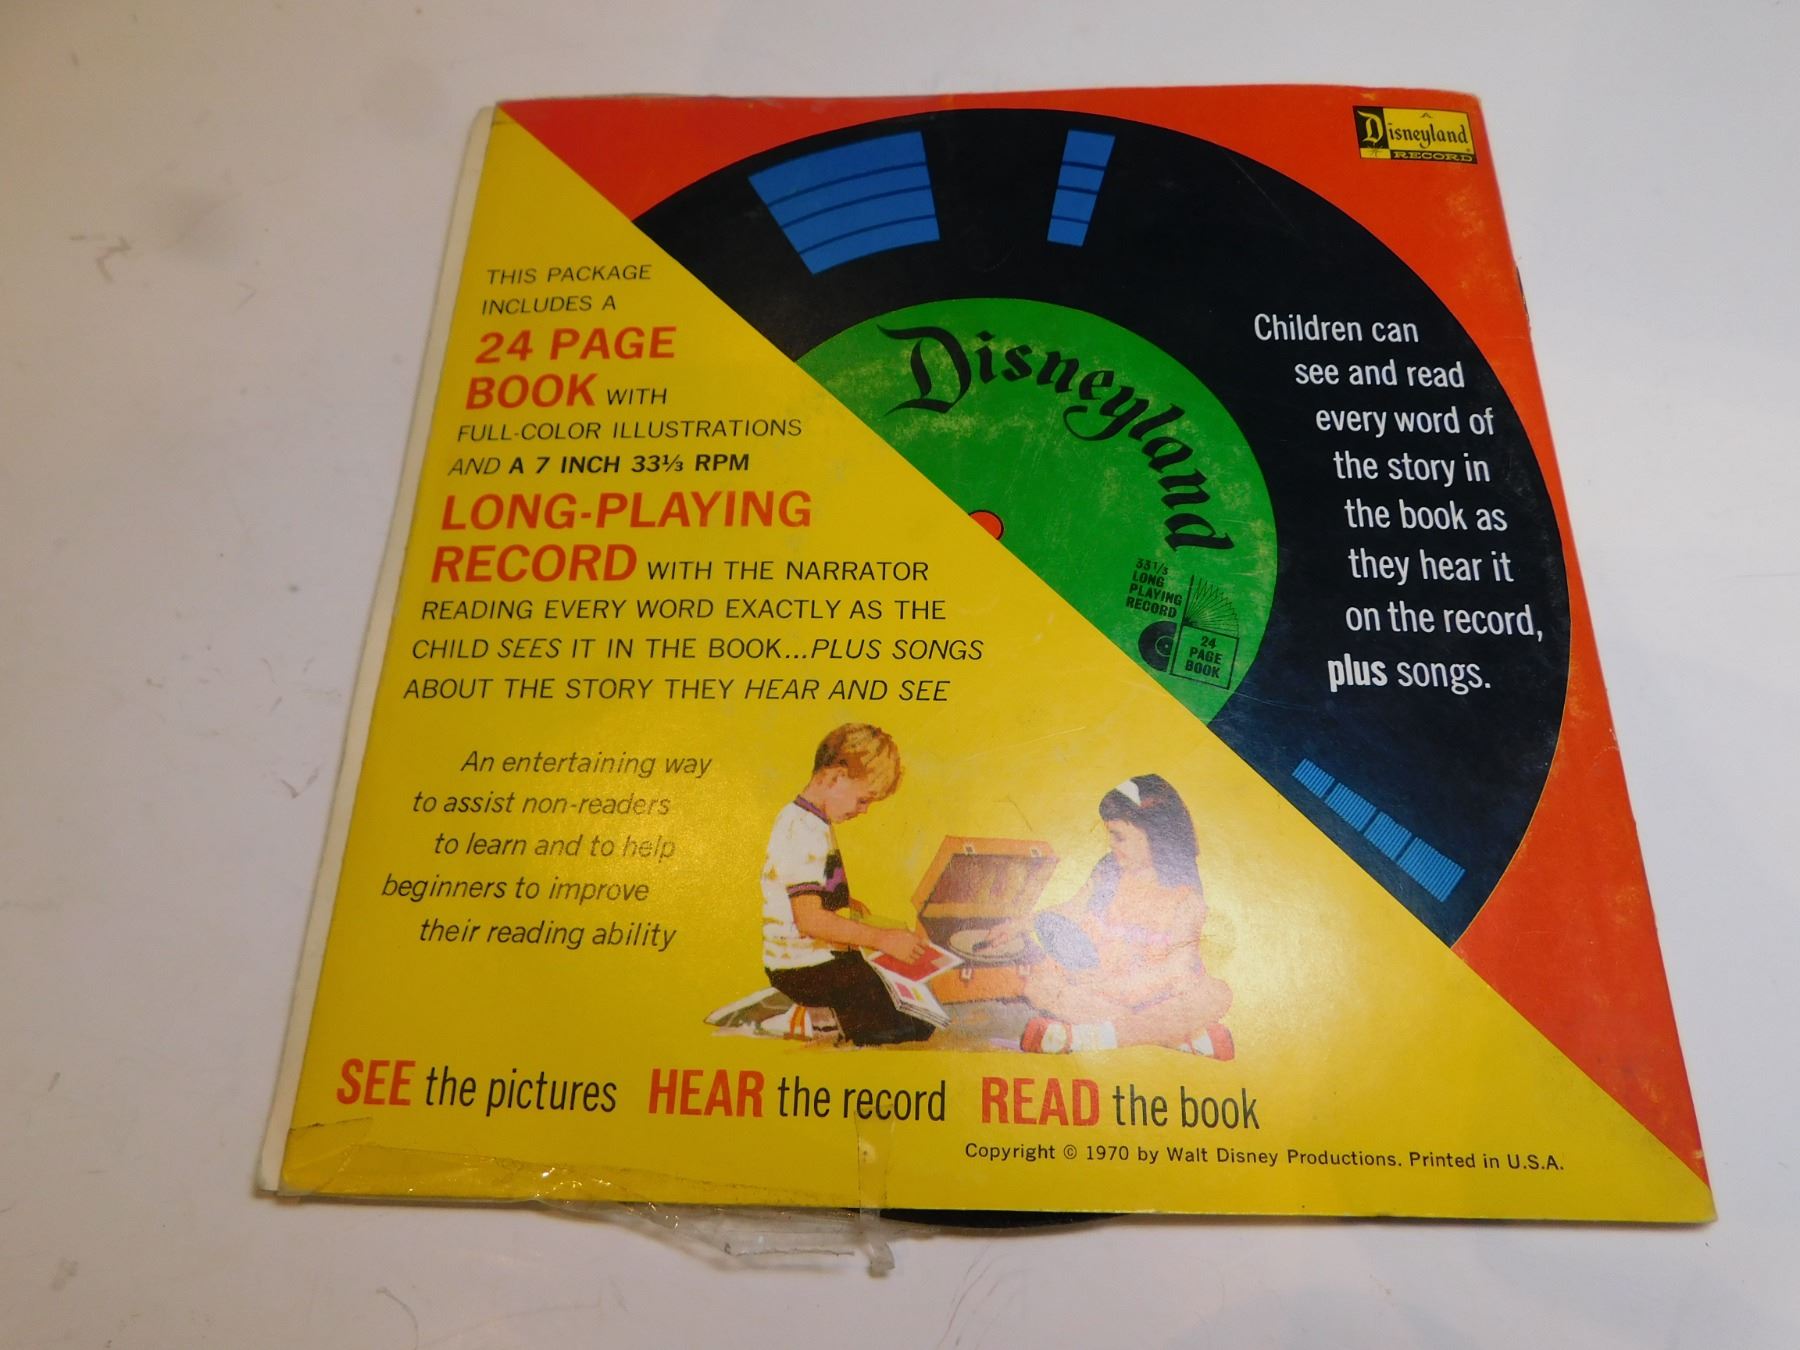 A
Disneyland
RECORD
THIS PACKAGE
INCLUDES A
24 PAGE
BOOK WITH
FULL-COLOR ILLUSTRATIONS
AND A 7 INCH 33⅓ RPM
LONG-PLAYING
RECORD WITH THE NARRATOR
READING EVERY WORD EXACTLY AS THE
CHILD SEES IT IN THE BOOK...PLUS SONGS
ABOUT THE STORY THEY HEAR AND SEE
Disneyland
33⅓
LONG
PLAYING
RECORD
24
PAGE
BOOK
Children can
see and read
every word of
the story in
the book as
they hear it
on the record,
plus songs.
An entertaining way
to assist non-readers
to learn and to help
beginners to improve
their reading ability
SEE the pictures HEAR the record READ the book
Copyright © 1970 by Walt Disney Productions. Printed in U.S.A.